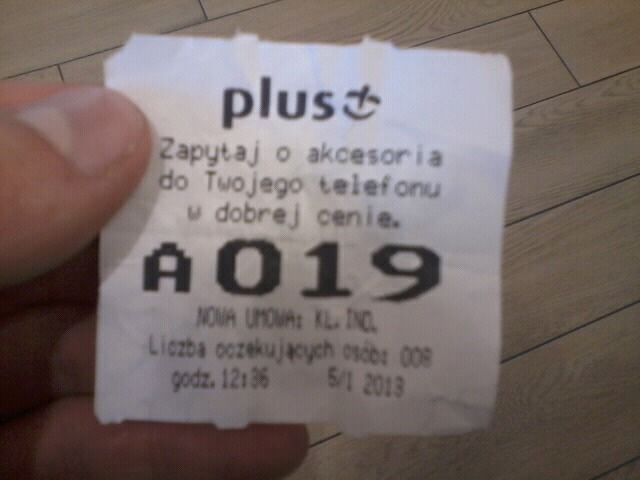 plus
Zapytaj o akcesoria
do Twojego telefonu
w dobrej cenie.
A019
NOWA UMOWA: KL. IND.
Liczba oczekujących osób: 008
godz. 12:36 5/1 2013